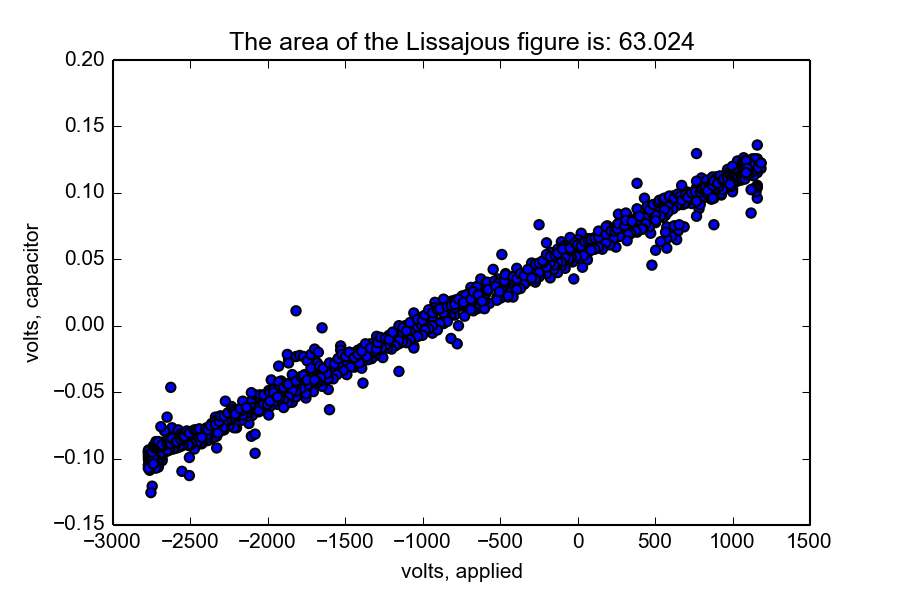 The area of the Lissajous figure is: 63.024
0.20
0.15
0.10
0.05
0.00
−0.05
−0.10
−0.15
volts, capacitor
−3000 −2500 −2000 −1500 −1000 −500 0 500 1000 1500
volts, applied